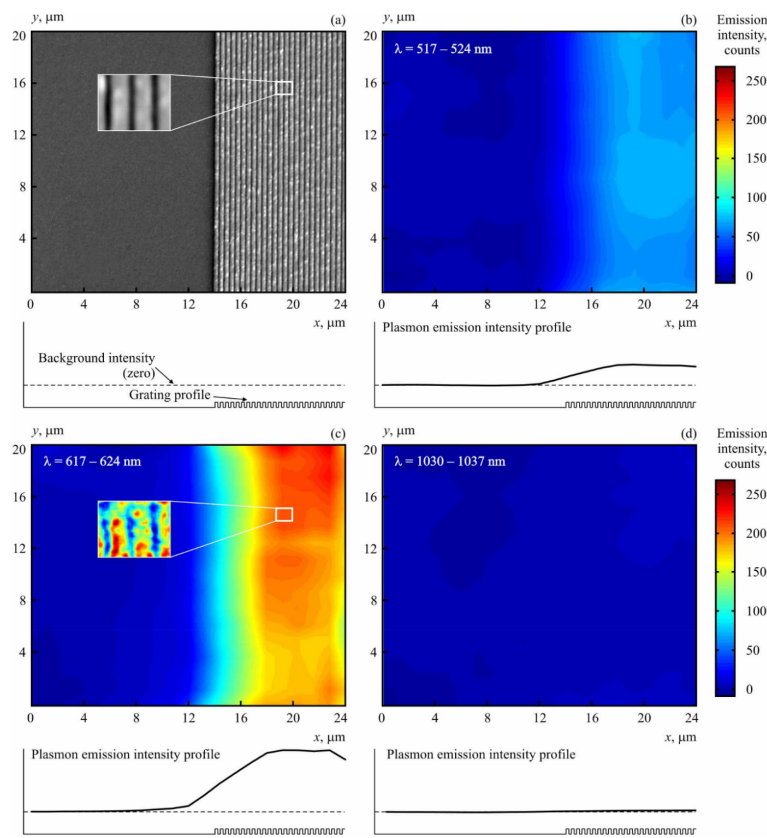 y, μm
(a)
20
16
12
8
4
0
4
8
12
16
20
24
x, μm
Background intensity
(zero)
Grating profile
y, μm
(b)
λ = 517 – 524 nm
20
16
12
8
4
0
4
8
12
16
20
24
x, μm
Plasmon emission intensity profile
Emission
intensity,
counts
250
200
150
100
50
0
y, μm
(c)
λ = 617 – 624 nm
20
16
12
8
4
0
4
8
12
16
20
24
x, μm
Plasmon emission intensity profile
y, μm
(d)
λ = 1030 – 1037 nm
20
16
12
8
4
0
4
8
12
16
20
24
x, μm
Plasmon emission intensity profile
Emission
intensity,
counts
250
200
150
100
50
0